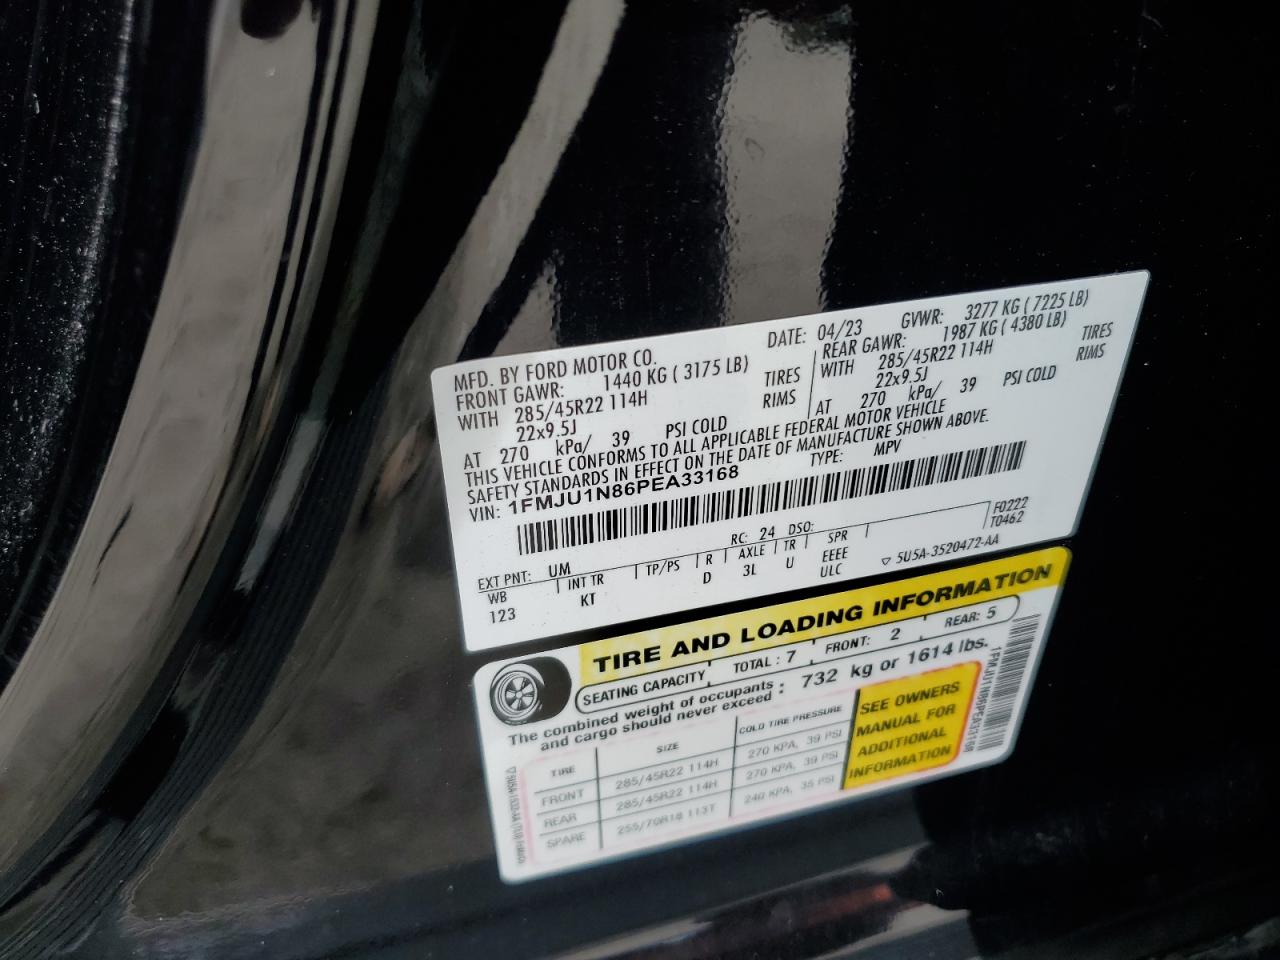 MFD. BY FORD MOTOR CO.
DATE: 04/23 GVWR: 3277 KG ( 7225 LB)
FRONT GAWR: 1440 KG ( 3175 LB)
WITH 285/45R22 114H TIRES
22x9.5J RIMS
AT 270 kPa/ 39 PSI COLD
REAR GAWR: 1987 KG ( 4380 LB)
WITH 285/45R22 114H TIRES
22x9.5J RIMS
AT 270 kPa/ 39 PSI COLD
THIS VEHICLE CONFORMS TO ALL APPLICABLE FEDERAL MOTOR VEHICLE
SAFETY STANDARDS IN EFFECT ON THE DATE OF MANUFACTURE SHOWN ABOVE.
VIN: 1FMJU1N86PEA33168 TYPE: MPV
F0222
T0462
EXT PNT: UM RC: 24 DSO:
WB INT TR TP/PS R AXLE TR SPR
123 KT D 3L U EEEE
ULC
5U5A-3520472-AA
TIRE AND LOADING INFORMATION
SEATING CAPACITY TOTAL : 7 FRONT: 2 REAR: 5
The combined weight of occupants and cargo should never exceed : 732 kg or 1614 lbs.
TIRE SIZE COLD TIRE PRESSURE
FRONT 285/45R22 114H 270 KPA, 39 PSI
REAR 285/45R22 114H 270 KPA, 39 PSI
SPARE 255/70R18 113T 240 KPA, 35 PSI
SEE OWNERS
MANUAL FOR
ADDITIONAL
INFORMATION
1FMJU1N86PEA33168